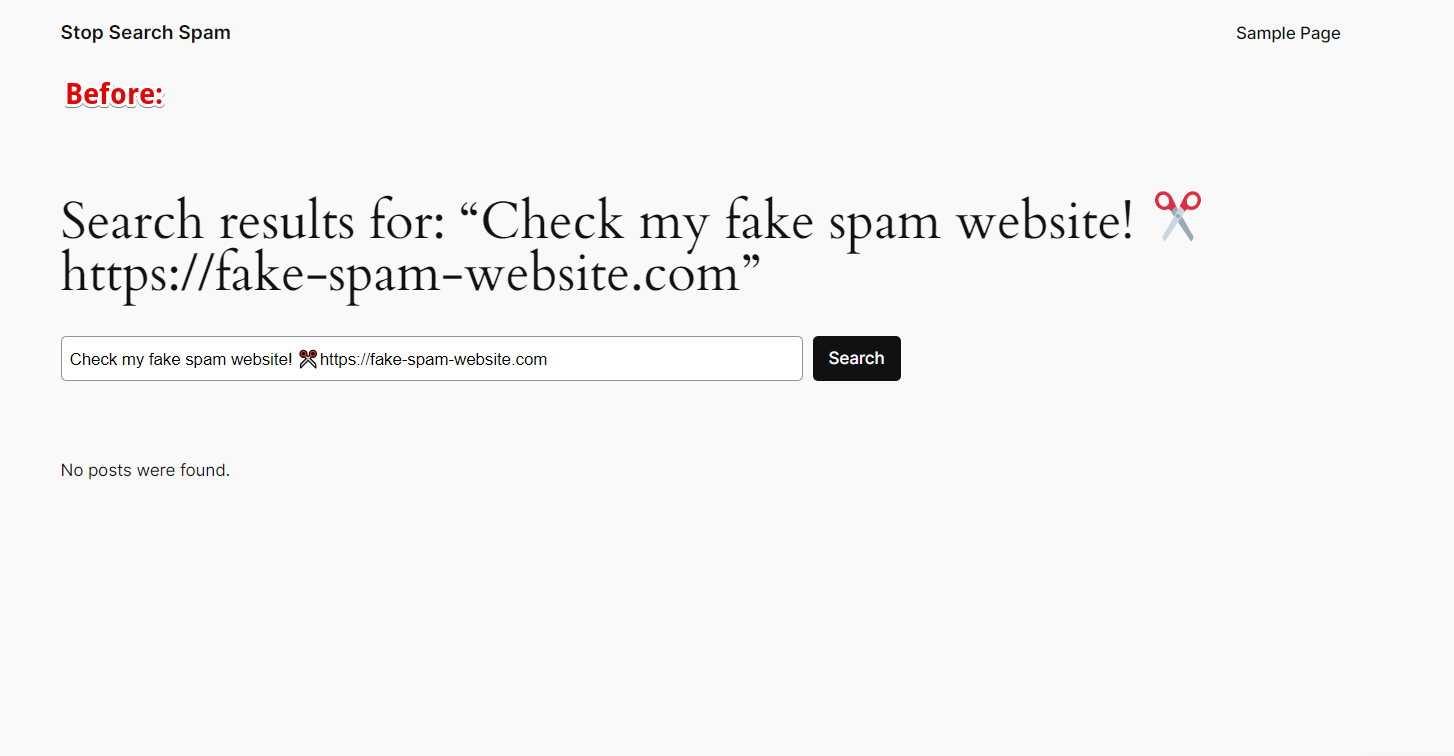 Stop Search Spam
Sample Page
Before:
Search results for: “Check my fake spam website! ✂️
https://fake-spam-website.com”
Check my fake spam website! ✂️https://fake-spam-website.com
Search
No posts were found.